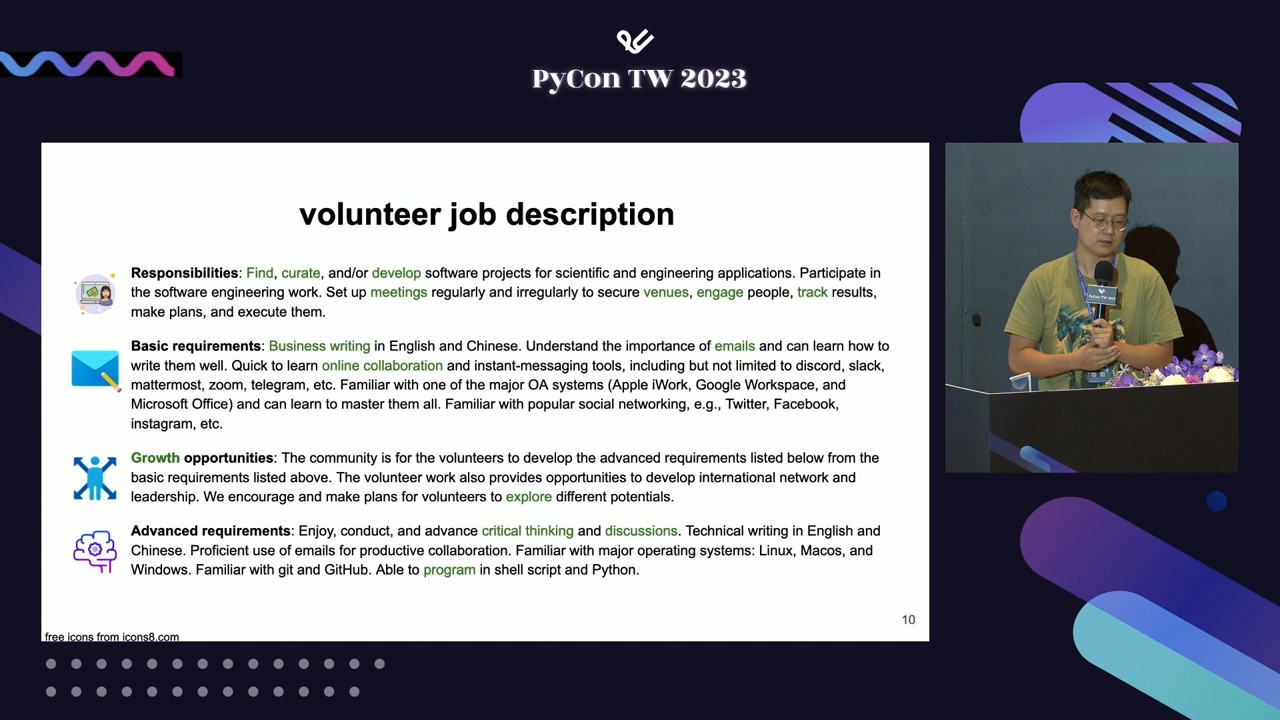 PyCon TW 2023
volunteer job description
Responsibilities: Find, curate, and/or develop software projects for scientific and engineering applications. Participate in
the software engineering work. Set up meetings regularly and irregularly to secure venues, engage people, track results,
make plans, and execute them.
Basic requirements: Business writing in English and Chinese. Understand the importance of emails and can learn how to
write them well. Quick to learn online collaboration and instant-messaging tools, including but not limited to discord, slack,
mattermost, zoom, telegram, etc. Familiar with one of the major OA systems (Apple iWork, Google Workspace, and
Microsoft Office) and can learn to master them all. Familiar with popular social networking, e.g., Twitter, Facebook,
instagram, etc.
Growth opportunities: The community is for the volunteers to develop the advanced requirements listed below from the
basic requirements listed above. The volunteer work also provides opportunities to develop international network and
leadership. We encourage and make plans for volunteers to explore different potentials.
Advanced requirements: Enjoy, conduct, and advance critical thinking and discussions. Technical writing in English and
Chinese. Proficient use of emails for productive collaboration. Familiar with major operating systems: Linux, Macos, and
Windows. Familiar with git and GitHub. Able to program in shell script and Python.
10
free icons from icons8.com
PyCon TW 2023